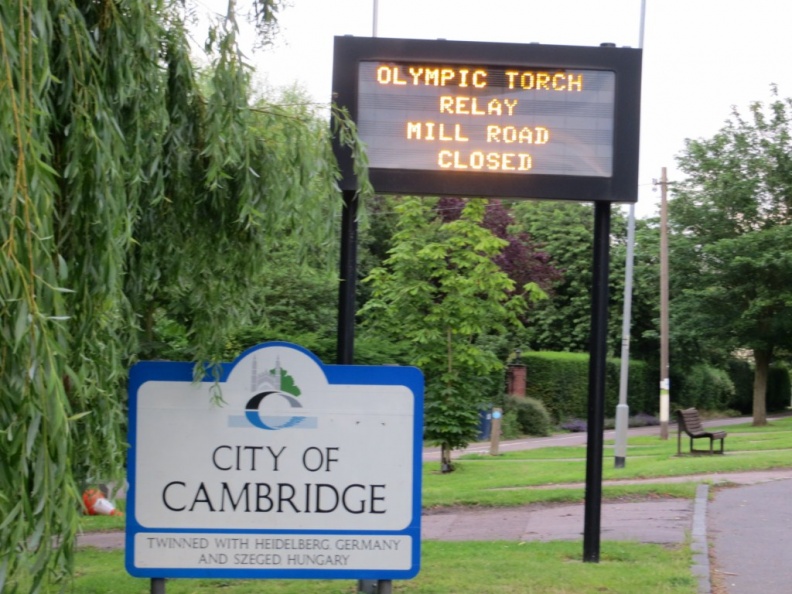 OLYMPIC TORCH
RELAY
MILL ROAD
CLOSED
CITY OF
CAMBRIDGE
TWINNED WITH HEIDELBERG, GERMANY
AND SZEGED HUNGARY